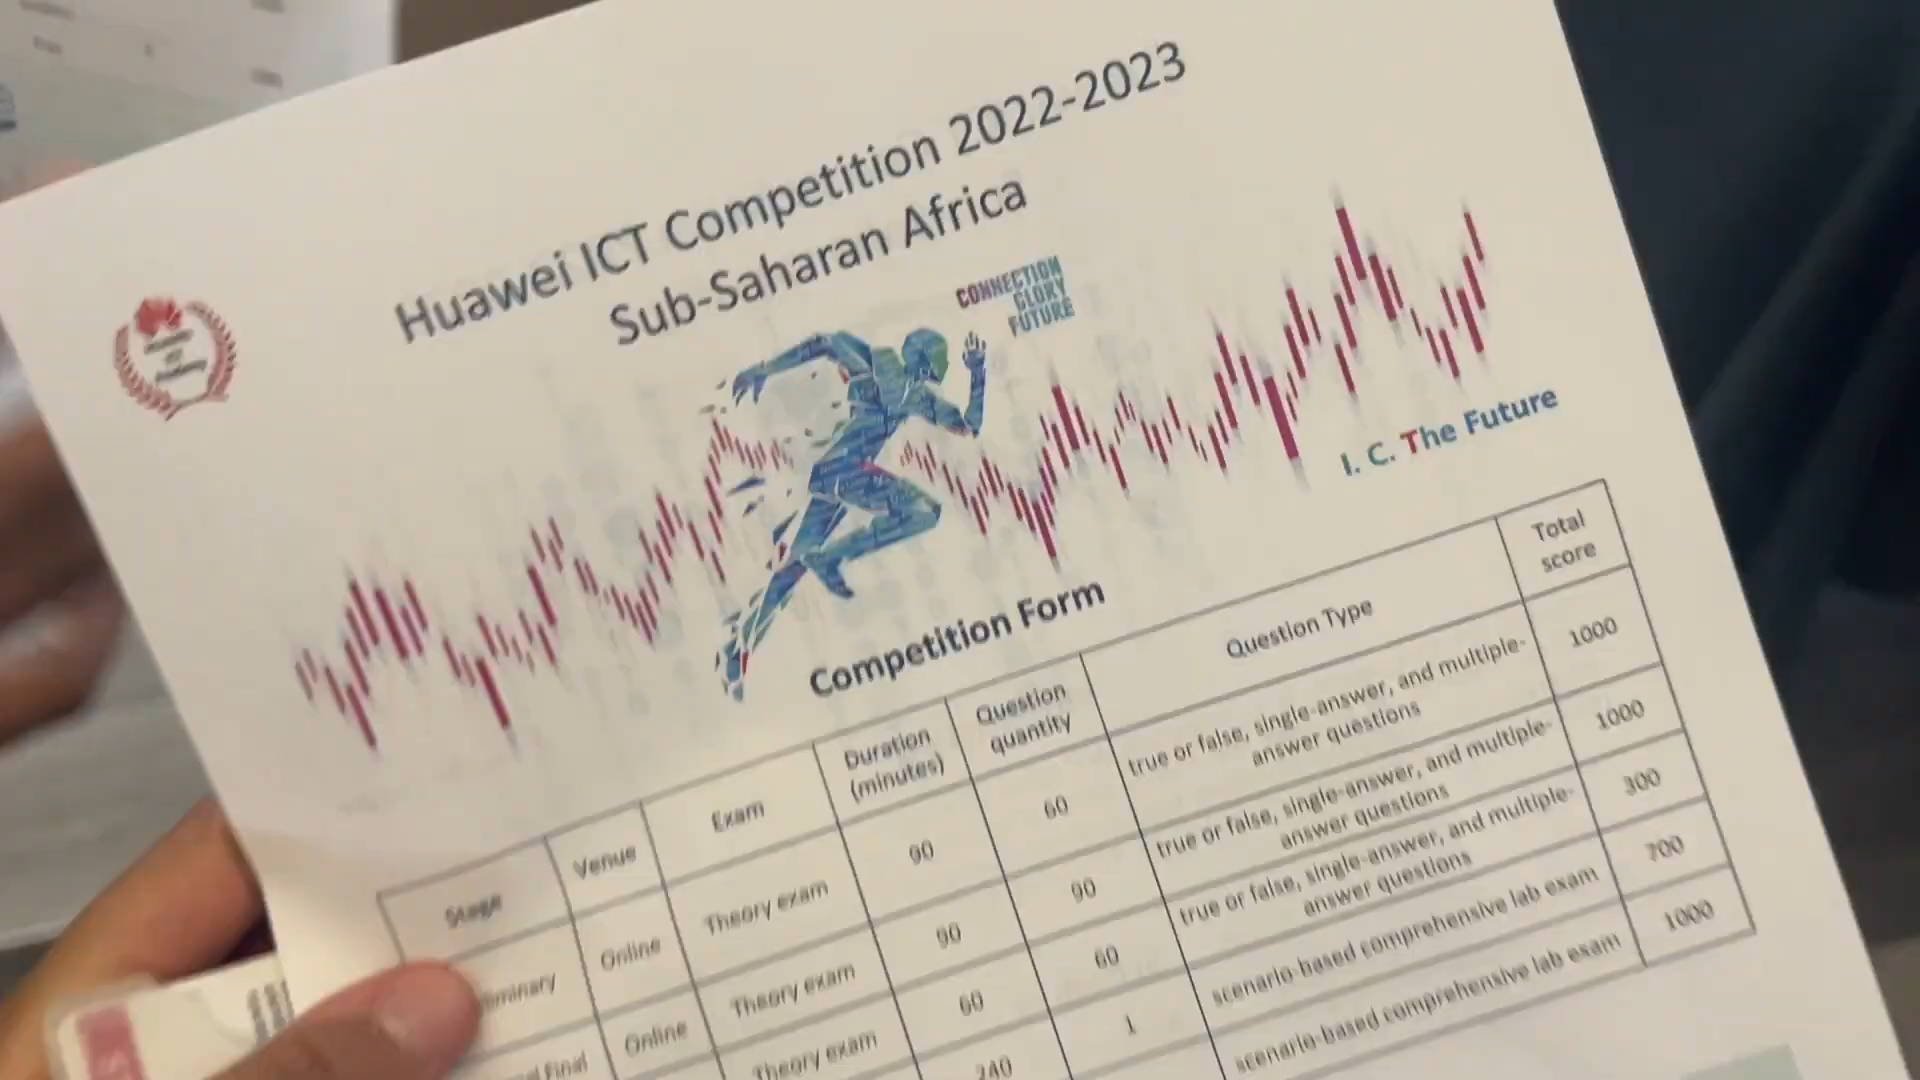 Huawei ICT Competition 2022-2023
Sub-Saharan Africa
CONNECTION
GLORY
FUTURE
I. C. The Future
Competition Form
Stage Venue Exam Duration (minutes) Question quantity Question Type Total score
Online Theory exam 90 60 true or false, single-answer, and multiple-answer questions 1000
Online Theory exam 90 90 true or false, single-answer, and multiple-answer questions 1000
Final
Theory exam 60 60 true or false, single-answer, and multiple-answer questions 300
240 1 scenario-based comprehensive lab exam 700
scenario-based comprehensive lab exam 1000